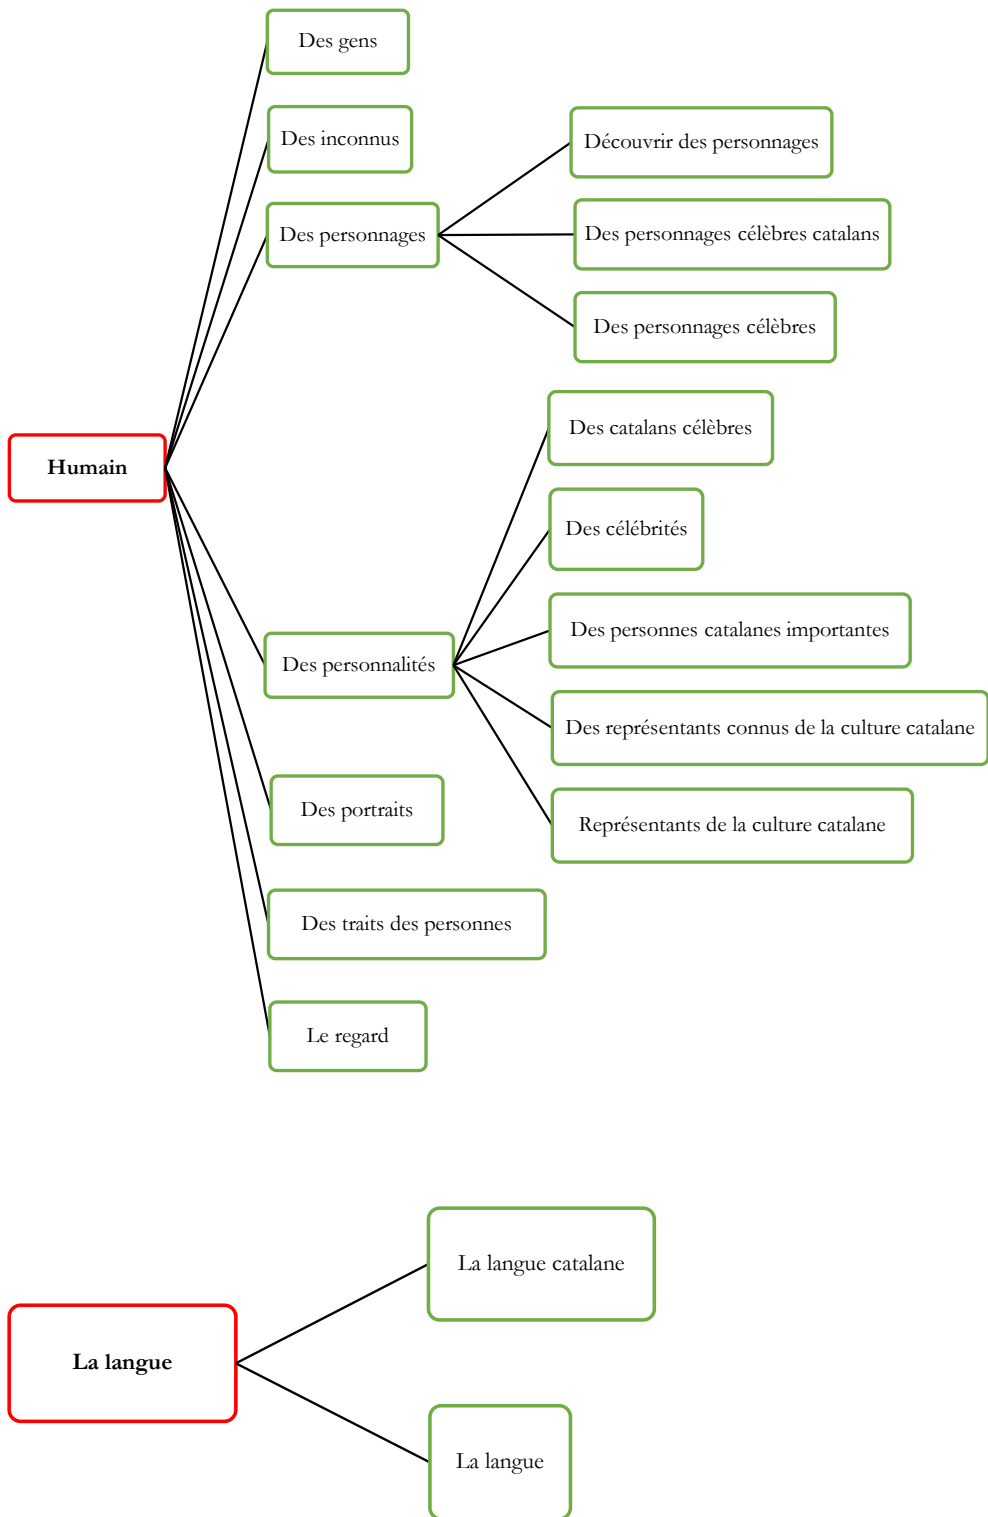 Des gens
Des inconnus
Découvrir des personnages
Des personnages
Des personnages célèbres catalans
Des personnages célèbres
Des catalans célèbres
Humain
Des célébrités
Des personnes catalanes importantes
Des personnalités
Des représentants connus de la culture catalane
Des portraits
Représentants de la culture catalane
Des traits des personnes
Le regard
La langue catalane
La langue
La langue